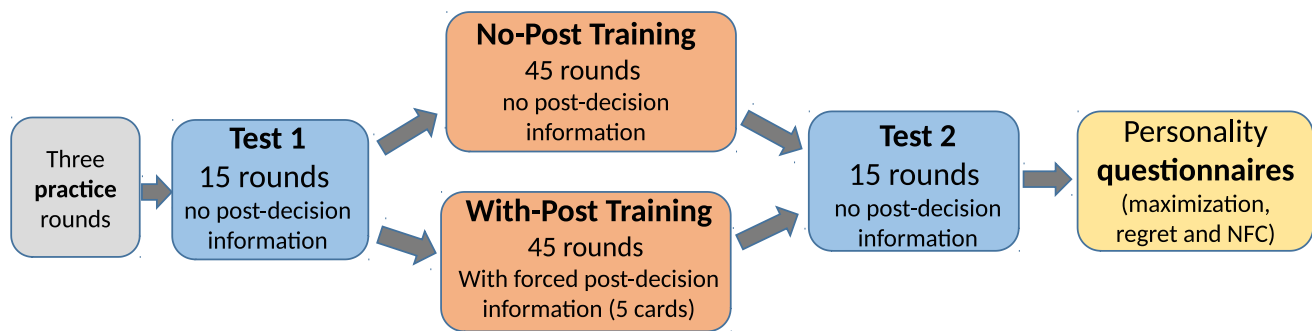 Three
practice
rounds
Test 1
15 rounds
no post-decision
information
No-Post Training
45 rounds
no post-decision
information
With-Post Training
45 rounds
With forced post-decision
information (5 cards)
Test 2
15 rounds
no post-decision
information
Personality
questionnaires
(maximization,
regret and NFC)